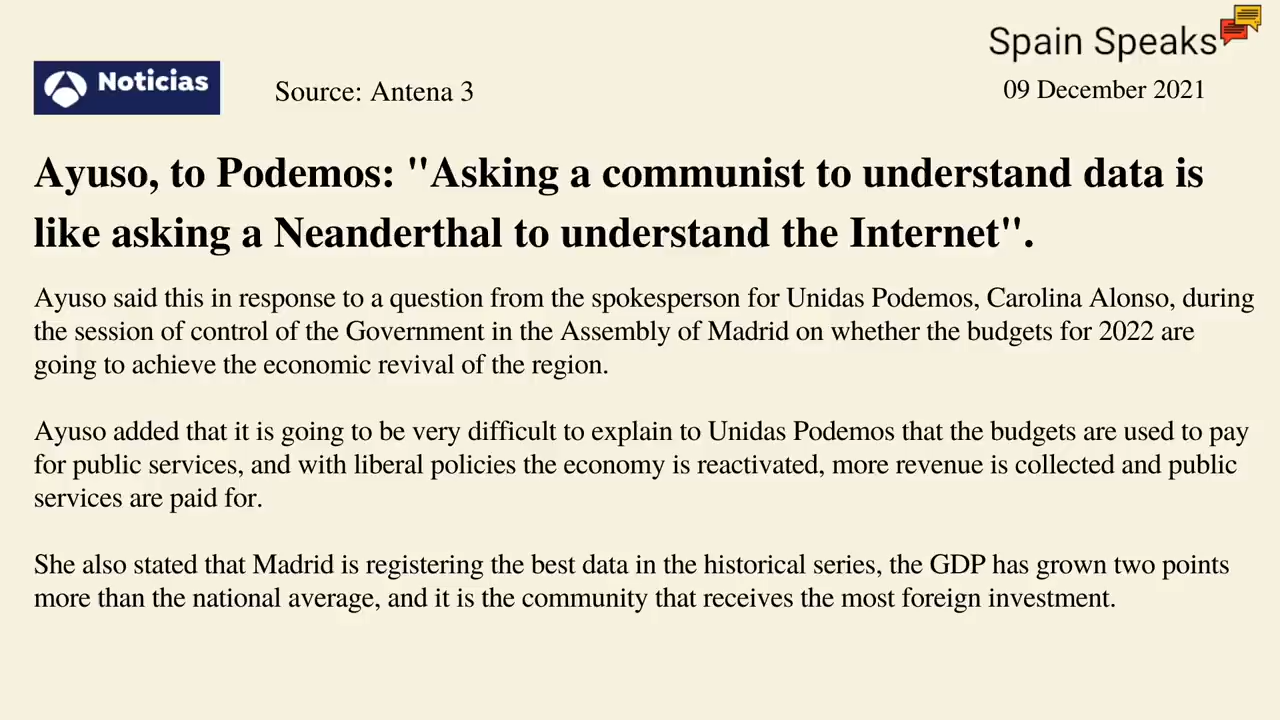 Spain Speaks
Noticias
Source: Antena 3
09 December 2021
Ayuso, to Podemos: "Asking a communist to understand data is
like asking a Neanderthal to understand the Internet".
Ayuso said this in response to a question from the spokesperson for Unidas Podemos, Carolina Alonso, during
the session of control of the Government in the Assembly of Madrid on whether the budgets for 2022 are
going to achieve the economic revival of the region.
Ayuso added that it is going to be very difficult to explain to Unidas Podemos that the budgets are used to pay
for public services, and with liberal policies the economy is reactivated, more revenue is collected and public
services are paid for.
She also stated that Madrid is registering the best data in the historical series, the GDP has grown two points
more than the national average, and it is the community that receives the most foreign investment.